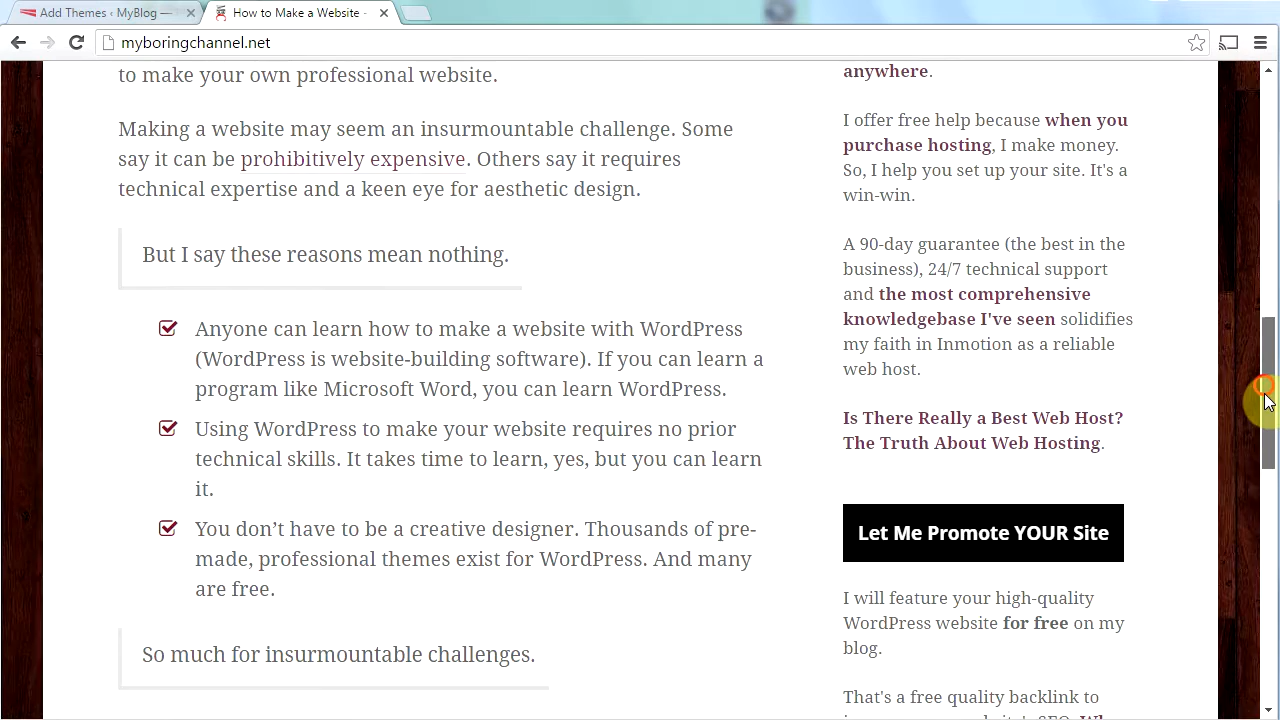 Add Themes ‹ MyBlog —
How to Make a Website -
myboringchannel.net
to make your own professional website.
Making a website may seem an insurmountable challenge. Some
say it can be prohibitively expensive. Others say it requires
technical expertise and a keen eye for aesthetic design.
But I say these reasons mean nothing.
Anyone can learn how to make a website with WordPress
(WordPress is website-building software). If you can learn a
program like Microsoft Word, you can learn WordPress.
Using WordPress to make your website requires no prior
technical skills. It takes time to learn, yes, but you can learn
it.
You don’t have to be a creative designer. Thousands of pre-
made, professional themes exist for WordPress. And many
are free.
So much for insurmountable challenges.
anywhere.
I offer free help because when you
purchase hosting, I make money.
So, I help you set up your site. It's a
win-win.
A 90-day guarantee (the best in the
business), 24/7 technical support
and the most comprehensive
knowledgebase I've seen solidifies
my faith in Inmotion as a reliable
web host.
Is There Really a Best Web Host?
The Truth About Web Hosting.
Let Me Promote YOUR Site
I will feature your high-quality
WordPress website for free on my
blog.
That's a free quality backlink to